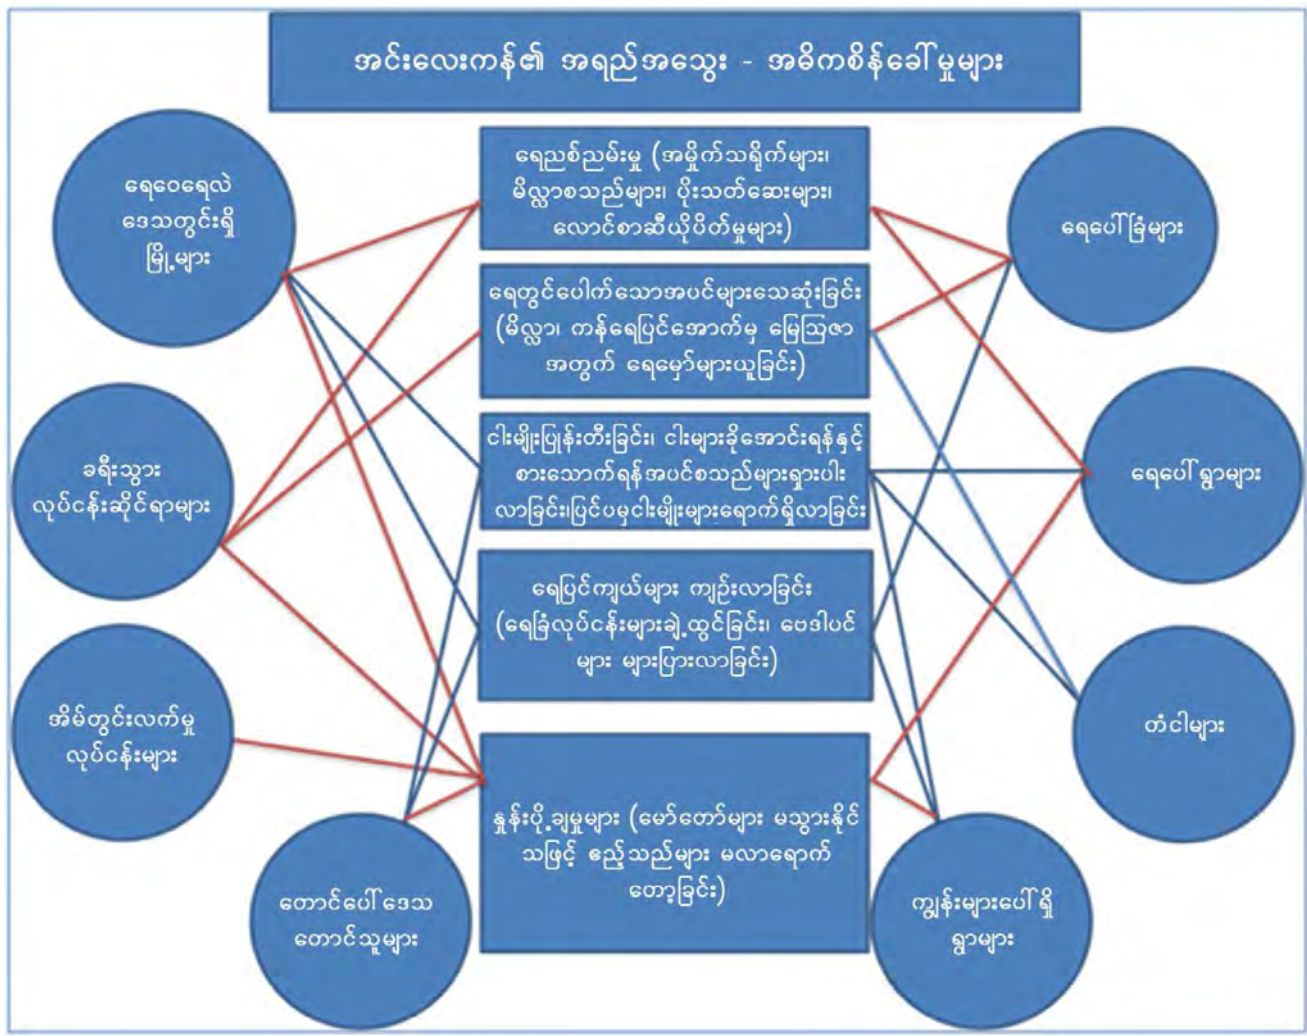 အင်းလေးကန်၏ အရည်အသွေး - အဓိကစိန်ခေါ်မှုများ
ရေဝေရေလဲ
ဒေသတွင်းရှိ
မြို့များ
ခရီးသွား
လုပ်ငန်းဆိုင်ရာများ
အိမ်တွင်းလက်မှု
လုပ်ငန်းများ
တောင်ပေါ်ဒေသ
တောင်သူများ
ရေညစ်ညမ်းမှု (အမှိုက်သရိုက်များ၊
မိလ္လာစသည်များ၊ ပိုးသတ်ဆေးများ၊
လောင်စာဆီယိုပိတ်မှုများ)
ရေတွင်ပေါက်သောအပင်များသေဆုံးခြင်း
(မိလ္လာ၊ ကန်ရေပြင်အောက်မှ မြေဩဇာ
အတွက် ရေမှော်များယူခြင်း)
ငါးမျိုးပြုန်းတီးခြင်း၊ ငါးများခိုအောင်းရန်နှင့်
စားသောက်ရန်အပင်စသည်များရှားပါး
လာခြင်း၊ပြင်ပမှငါးမျိုးများရောက်ရှိလာခြင်း
ရေပြင်ကျယ်များ ကျဉ်းလာခြင်း
(ရေခြံလုပ်ငန်းများချဲ့ထွင်ခြင်း၊ ဗေဒါပင်
များ များပြားလာခြင်း)
နှုန်းပို့ချမှုများ (မော်တော်များ မသွားနိုင်
သဖြင့် ဧည့်သည်များ မလာရောက်
တော့ခြင်း)
ရေပေါ်ခြံများ
ရေပေါ်ရွာများ
တံငါများ
ကျွန်းများပေါ်ရှိ
ရွာများ